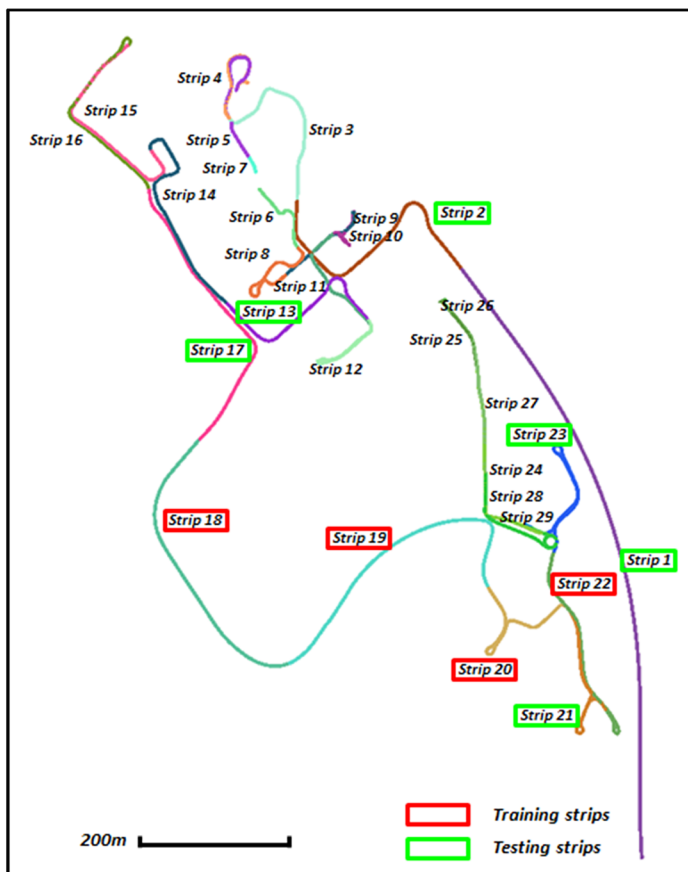 Strip 4
Strip 15
Strip 3
Strip 16
Strip 5
Strip 7
Strip 14
Strip 6
Strip 9
Strip 2
Strip 10
Strip 8
Strip 11
Strip 13
Strip 26
Strip 25
Strip 17
Strip 12
Strip 27
Strip 23
Strip 24
Strip 28
Strip 29
Strip 18
Strip 19
Strip 1
Strip 22
Strip 20
Strip 21
Training strips
200m
Testing strips